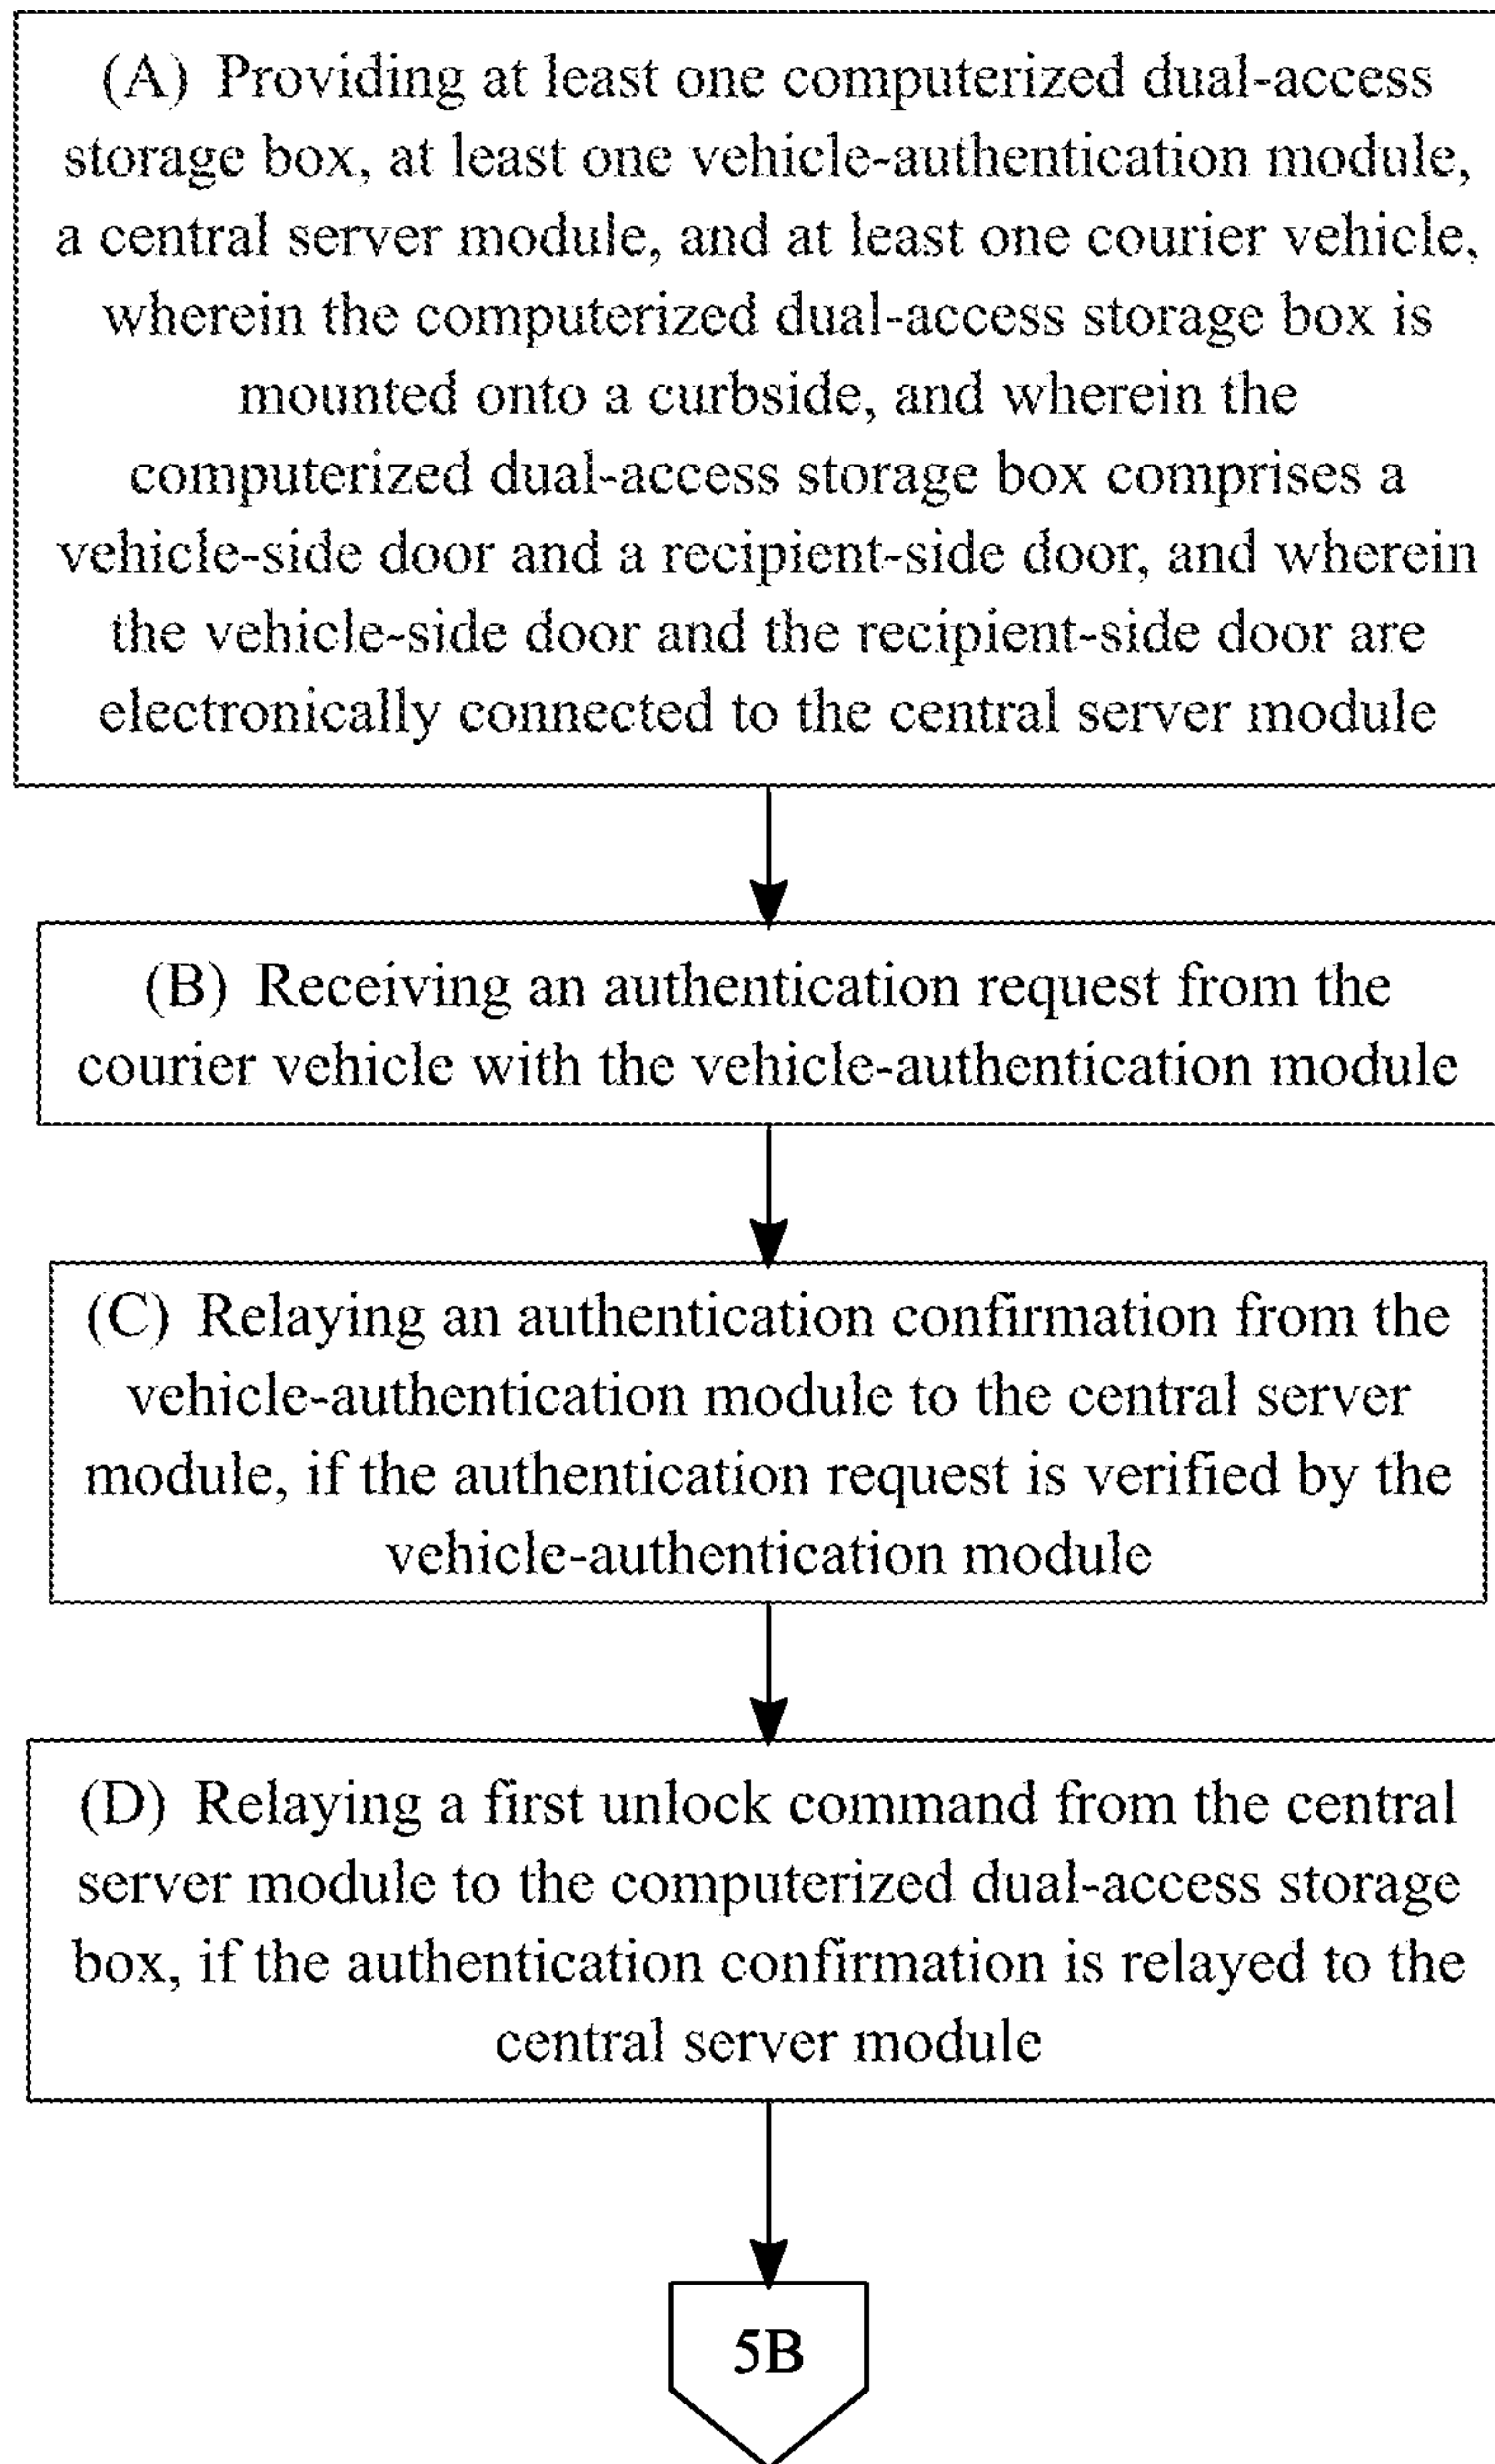 (A) Providing at least one computerized dual-access
storage box, at least one vehicle-authentication module,
a central server module, and at least one courier vehicle,
wherein the computerized dual-access storage box is
mounted onto a curbside, and wherein the
computerized dual-access storage box comprises a
vehicle-side door and a recipient-side door, and wherein
the vehicle-side door and the recipient-side door are
electronically connected to the central server module
(B) Receiving an authentication request from the
courier vehicle with the vehicle-authentication module
(C) Relaying an authentication confirmation from the
vehicle-authentication module to the central server
module, if the authentication request is verified by the
vehicle-authentication module
(D) Relaying a first unlock command from the central
server module to the computerized dual-access storage
box, if the authentication confirmation is relayed to the
central server module
5B